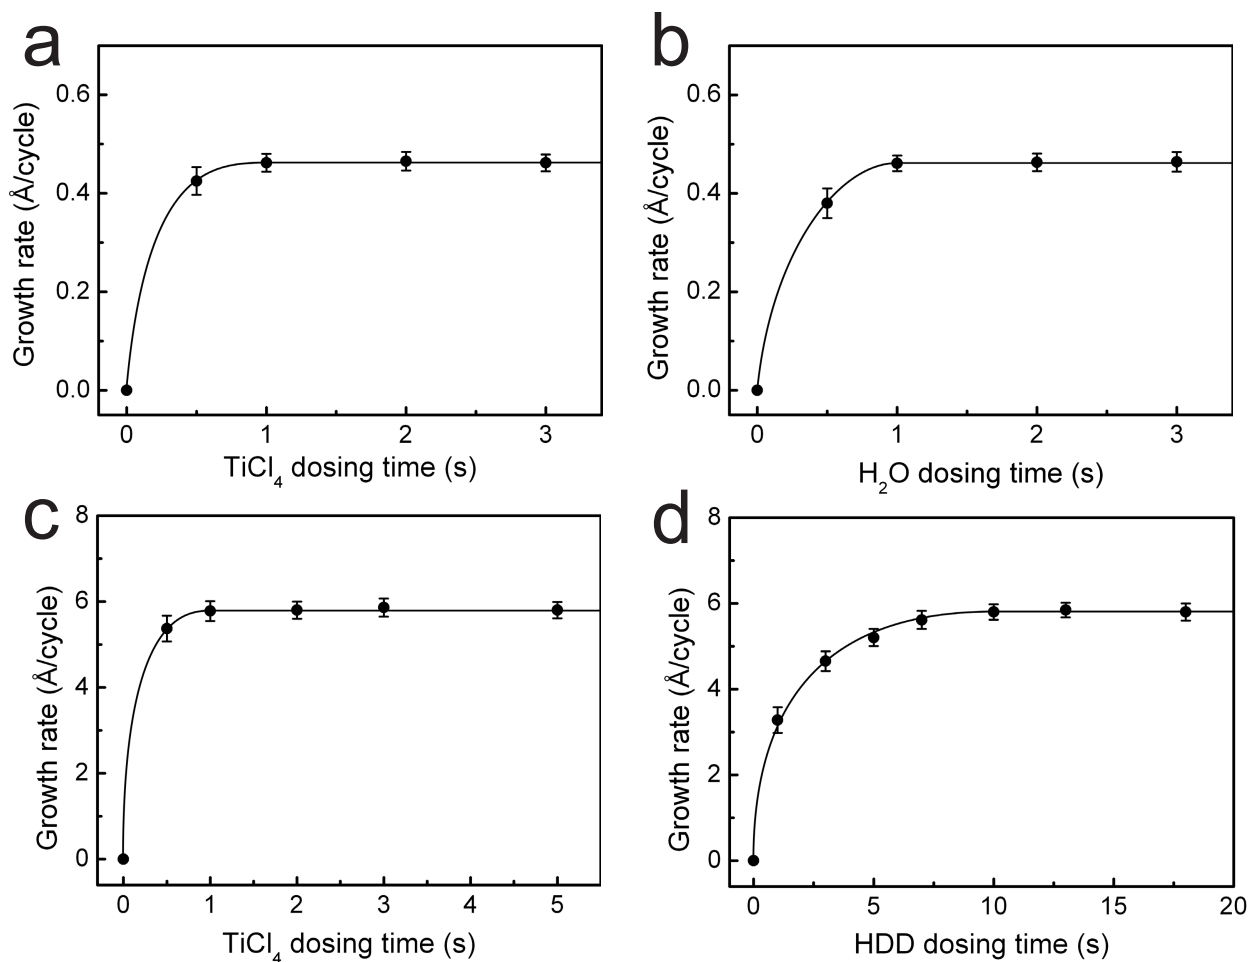 a
Growth rate (Å/cycle)
0.6
0.4
0.2
0.0
0 1 2 3
TiCl4 dosing time (s)
b
Growth rate (Å/cycle)
0.6
0.4
0.2
0.0
0 1 2 3
H2O dosing time (s)
c
Growth rate (Å/cycle)
8
6
4
2
0
0 1 2 3 4 5
TiCl4 dosing time (s)
d
Growth rate (Å/cycle)
8
6
4
2
0
0 5 10 15 20
HDD dosing time (s)